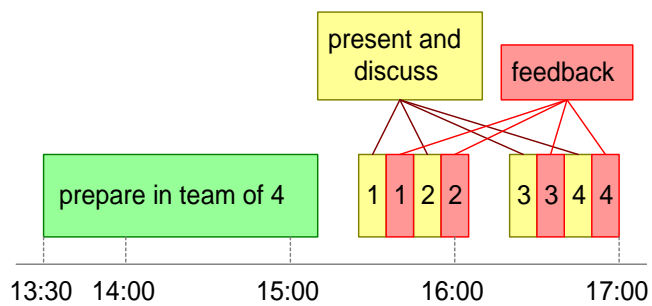 present and
discuss
feedback
prepare in team of 4
1 1 2 2 3 3 4 4
13:30 14:00 15:00 16:00 17:00